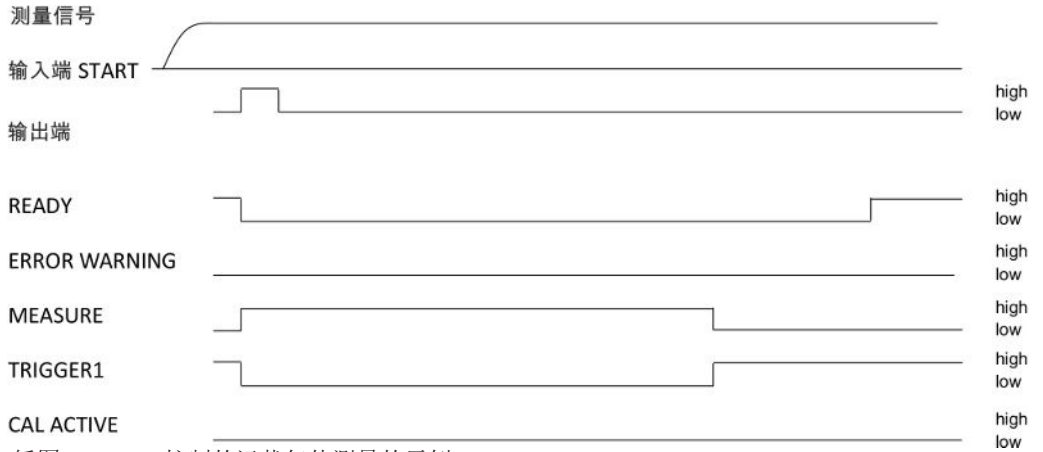 测量信号
输入端 START
high
low
输出端
READY
high
low
ERROR WARNING
high
low
MEASURE
high
low
TRIGGER1
high
low
CAL ACTIVE
high
low